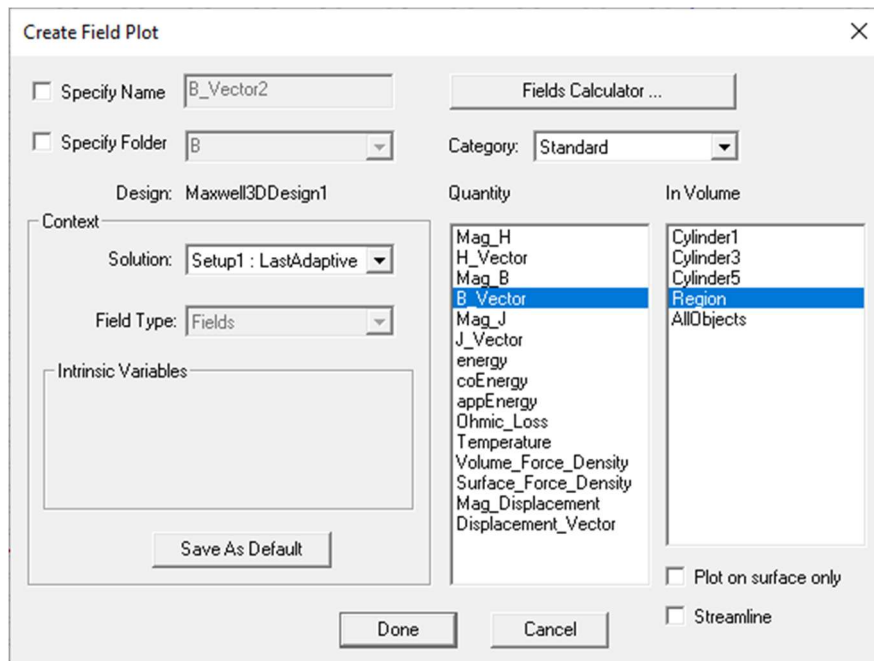 Create Field Plot
Specify Name
B_Vector2
Fields Calculator ...
Specify Folder
B
Category:
Standard
Design: Maxwell3DDesign1
Quantity
In Volume
Context
Solution:
Setup1 : LastAdaptive
Field Type:
Fields
Intrinsic Variables
Save As Default
Mag_H
H_Vector
Mag_B
B_Vector
Mag_J
J_Vector
energy
coEnergy
appEnergy
Ohmic_Loss
Temperature
Volume_Force_Density
Surface_Force_Density
Mag_Displacement
Displacement_Vector
Cylinder1
Cylinder3
Cylinder5
Region
AllObjects
Plot on surface only
Streamline
Done
Cancel